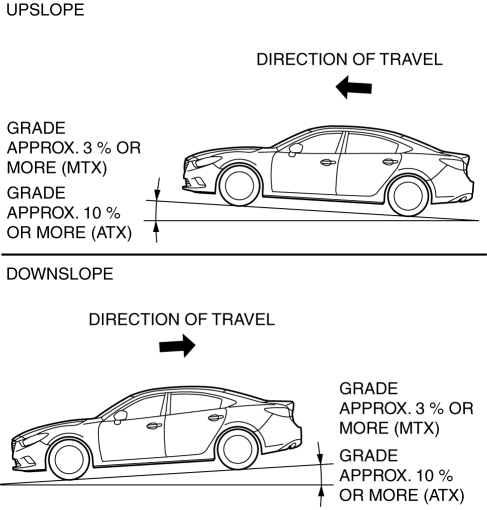 UPSLOPE
DIRECTION OF TRAVEL
GRADE
APPROX. 3 % OR
MORE (MTX)
GRADE
APPROX. 10 %
OR MORE (ATX)
DOWNSLOPE
DIRECTION OF TRAVEL
GRADE
APPROX. 3 % OR
MORE (MTX)
GRADE
APPROX. 10 %
OR MORE (ATX)